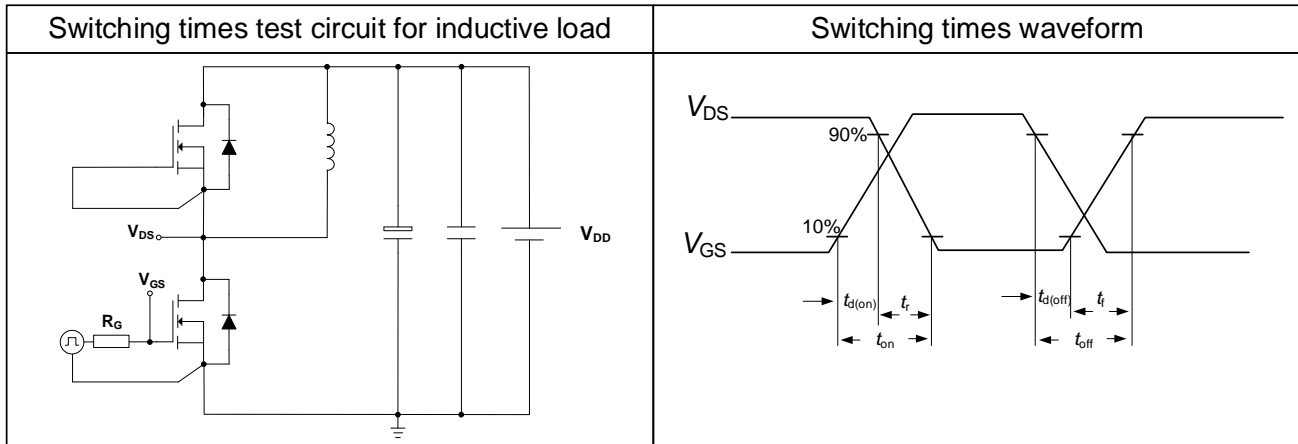 Switching times test circuit for inductive load
Switching times waveform
VDS
VGS
RG
VDD
VDS
90%
10%
VGS
td(on)
tr
td(off)
tf
ton
toff